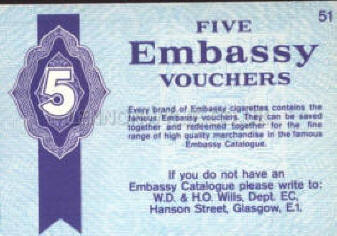 51
FIVE
Embassy
VOUCHERS
5
Every brand of Embassy cigarettes contains the
famous Embassy vouchers. They can be saved
together and redeemed together for the fine
range of high quality merchandise in the famous
Embassy Catalogue.
If you do not have an
Embassy Catalogue please write to:
W.D. & H.O. Wills, Dept. EC,
Hanson Street, Glasgow, E.1.